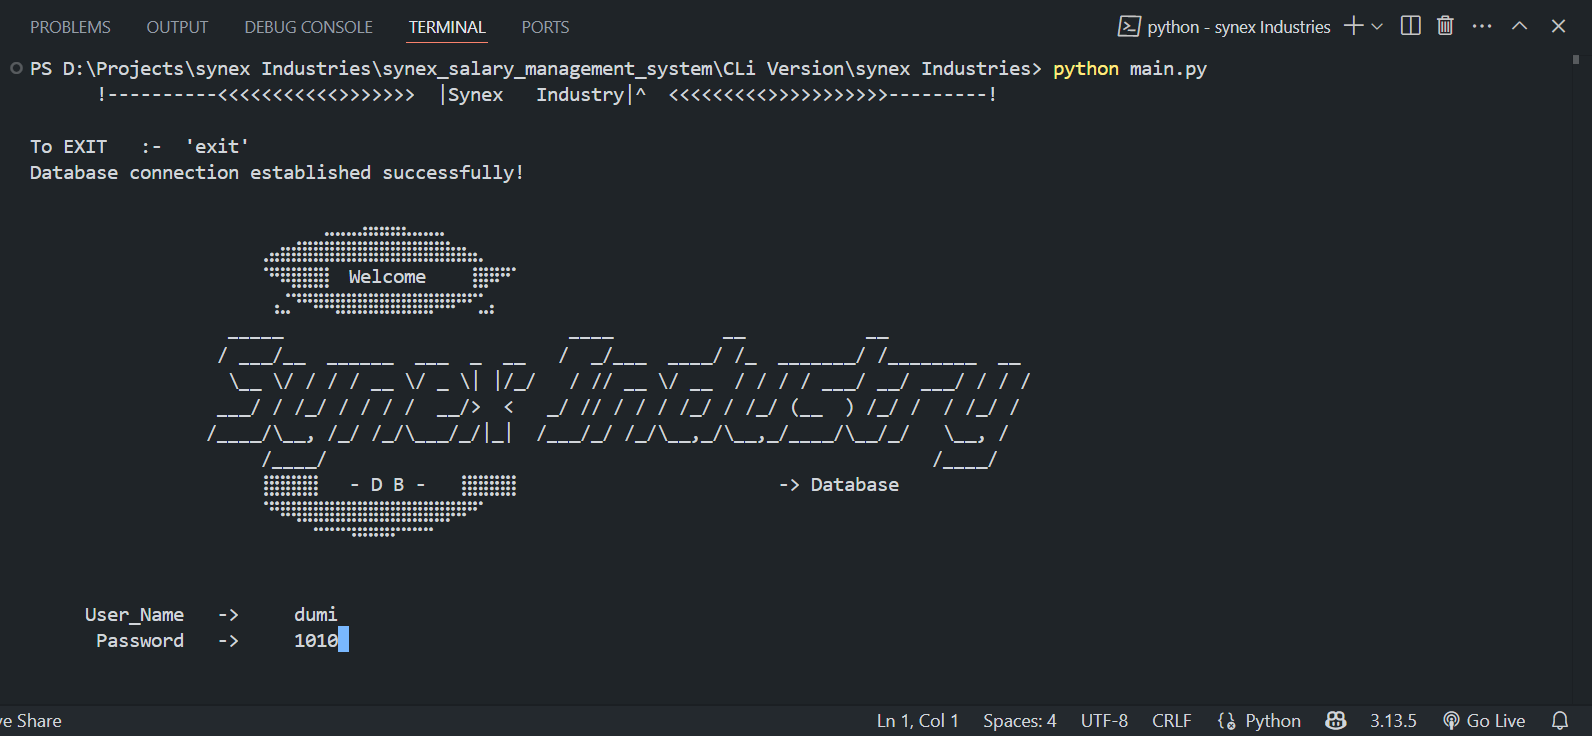 PROBLEMS OUTPUT DEBUG CONSOLE TERMINAL PORTS python - synex Industries
PS D:\Projects\synex Industries\synex_salary_management_system\CLi Version\synex Industries> python main.py
!----------<<<<<<<<<<<>>>>>>> |Synex Industry|^ <<<<<<<<<>>>>>>>>>>>---------!
To EXIT :- 'exit'
Database connection established successfully!
Welcome
Synex Industry
- D B - -> Database
User_Name -> dumi
Password -> 1010
ve Share Ln 1, Col 1 Spaces: 4 UTF-8 CRLF Python 3.13.5 Go Live